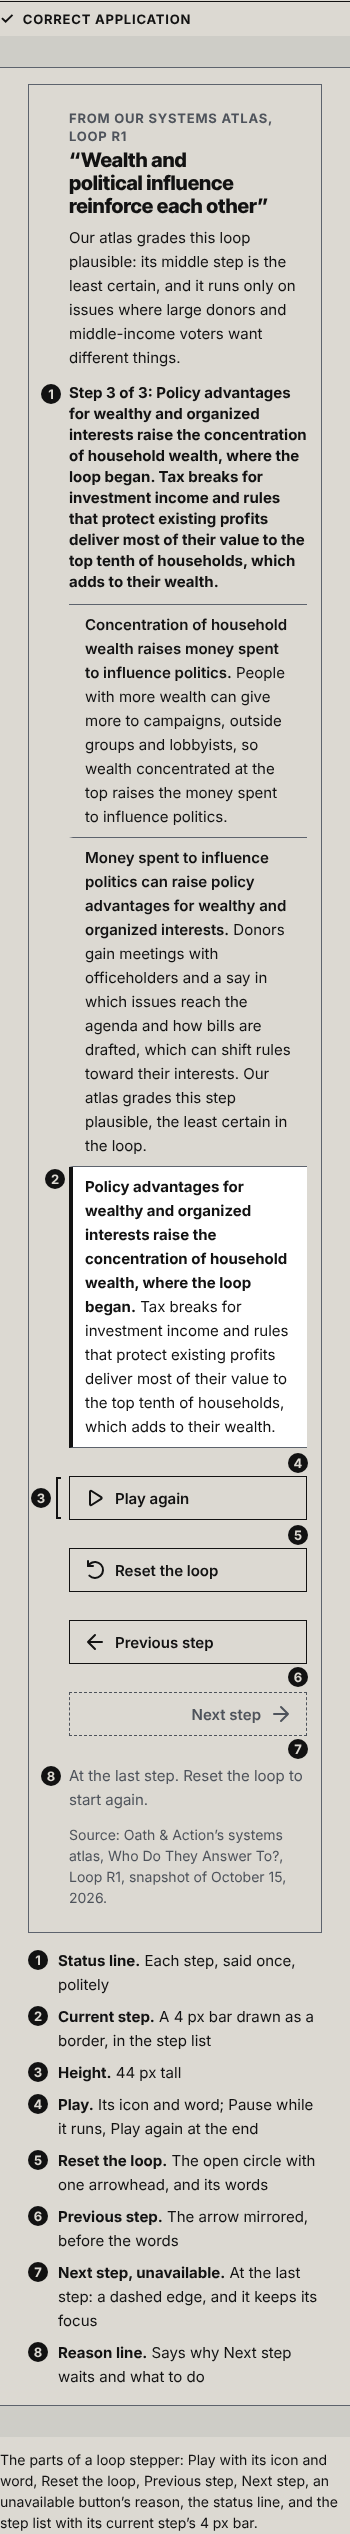 CORRECT APPLICATION
FROM OUR SYSTEMS ATLAS,
LOOP R1
“Wealth and
political influence
reinforce each other”
Our atlas grades this loop
plausible: its middle step is the
least certain, and it runs only on
issues where large donors and
middle-income voters want
different things.
1 Step 3 of 3: Policy advantages
for wealthy and organized
interests raise the concentration
of household wealth, where the
loop began. Tax breaks for
investment income and rules
that protect existing profits
deliver most of their value to the
top tenth of households, which
adds to their wealth.
Concentration of household
wealth raises money spent
to influence politics. People
with more wealth can give
more to campaigns, outside
groups and lobbyists, so
wealth concentrated at the
top raises the money spent
to influence politics.
Money spent to influence
politics can raise policy
advantages for wealthy and
organized interests. Donors
gain meetings with
officeholders and a say in
which issues reach the
agenda and how bills are
drafted, which can shift rules
toward their interests. Our
atlas grades this step
plausible, the least certain in
the loop.
2 Policy advantages for
wealthy and organized
interests raise the
concentration of household
wealth, where the loop
began. Tax breaks for
investment income and rules
that protect existing profits
deliver most of their value to
the top tenth of households,
which adds to their wealth.
4
3 Play again
5
Reset the loop
Previous step
6
Next step
7
8 At the last step. Reset the loop to
start again.
Source: Oath & Action’s systems
atlas, Who Do They Answer To?,
Loop R1, snapshot of October 15,
2026.
1 Status line. Each step, said once,
politely
2 Current step. A 4 px bar drawn as a
border, in the step list
3 Height. 44 px tall
4 Play. Its icon and word; Pause while
it runs, Play again at the end
5 Reset the loop. The open circle with
one arrowhead, and its words
6 Previous step. The arrow mirrored,
before the words
7 Next step, unavailable. At the last
step: a dashed edge, and it keeps its
focus
8 Reason line. Says why Next step
waits and what to do
The parts of a loop stepper: Play with its icon and
word, Reset the loop, Previous step, Next step, an
unavailable button’s reason, the status line, and the
step list with its current step’s 4 px bar.